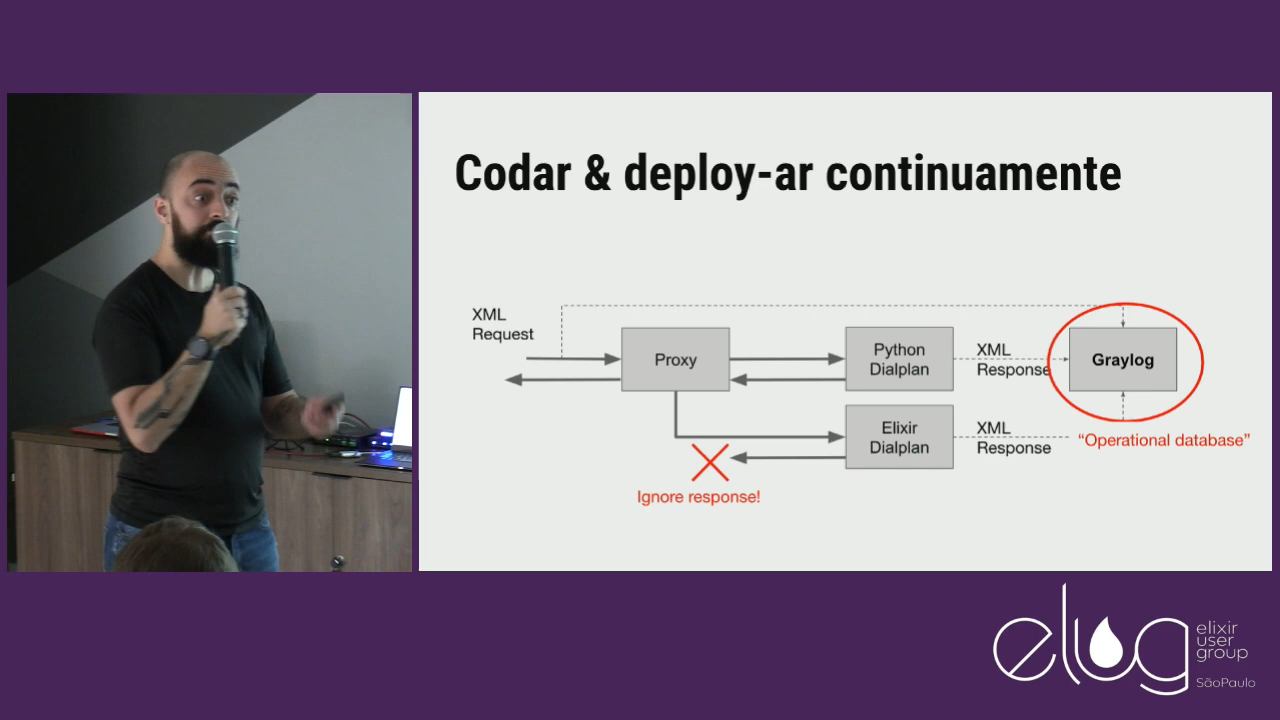 Codar & deploy-ar continuamente
XML
Request
Proxy
Python
Dialplan
XML
Response
Graylog
Elixir
Dialplan
XML
Response
“Operational database”
Ignore response!
elug
elixir
user
group
SãoPaulo